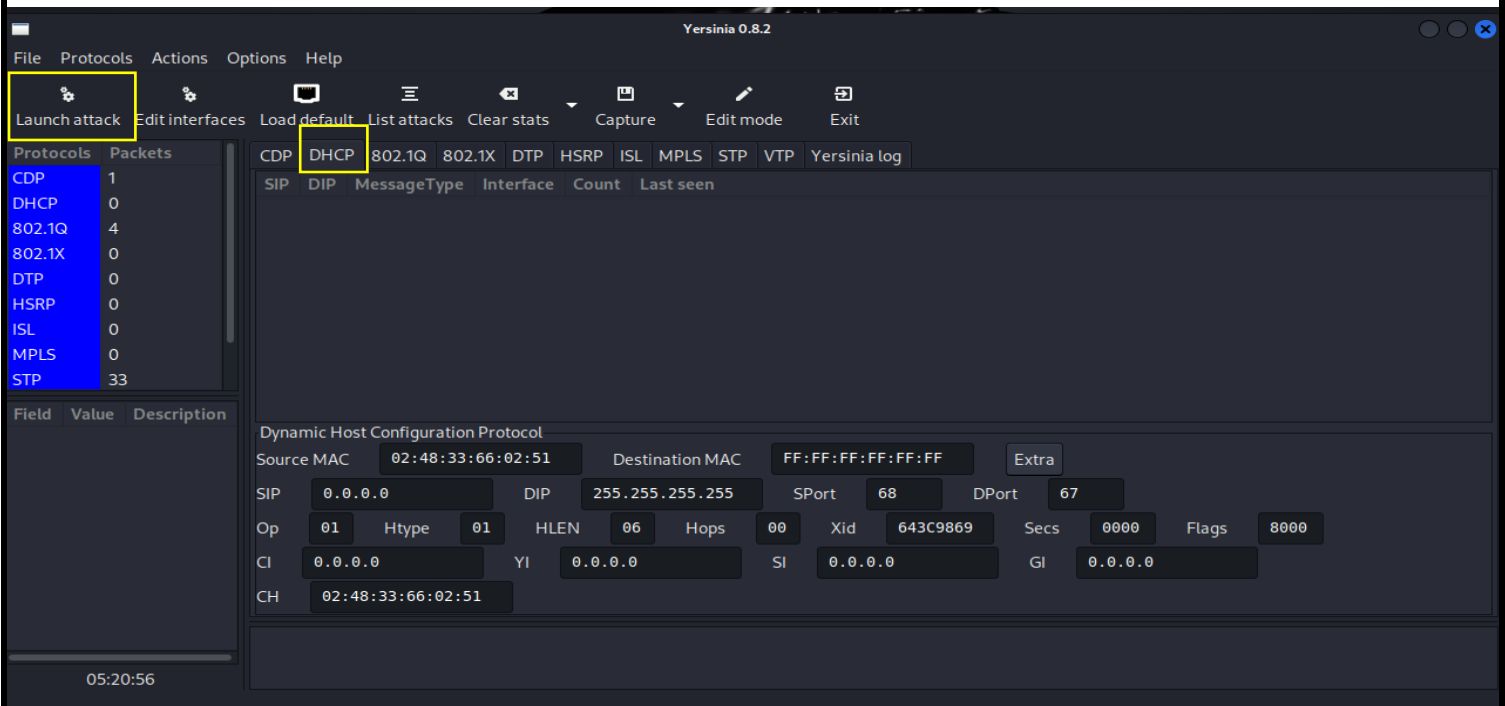 Yersinia 0.8.2
File Protocols Actions Options Help
Launch attack Edit interfaces Load default List attacks Clear stats Capture Edit mode Exit
Protocols Packets
CDP 1
DHCP 0
802.1Q 4
802.1X 0
DTP 0
HSRP 0
ISL 0
MPLS 0
STP 33
Field Value Description
05:20:56
CDP DHCP 802.1Q 802.1X DTP HSRP ISL MPLS STP VTP Yersinia log
SIP DIP MessageType Interface Count Last seen
Dynamic Host Configuration Protocol
Source MAC 02:48:33:66:02:51 Destination MAC FF:FF:FF:FF:FF:FF Extra
SIP 0.0.0.0 DIP 255.255.255.255 SPort 68 DPort 67
Op 01 Htype 01 HLEN 06 Hops 00 Xid 643C9869 Secs 0000 Flags 8000
CI 0.0.0.0 YI 0.0.0.0 SI 0.0.0.0 GI 0.0.0.0
CH 02:48:33:66:02:51